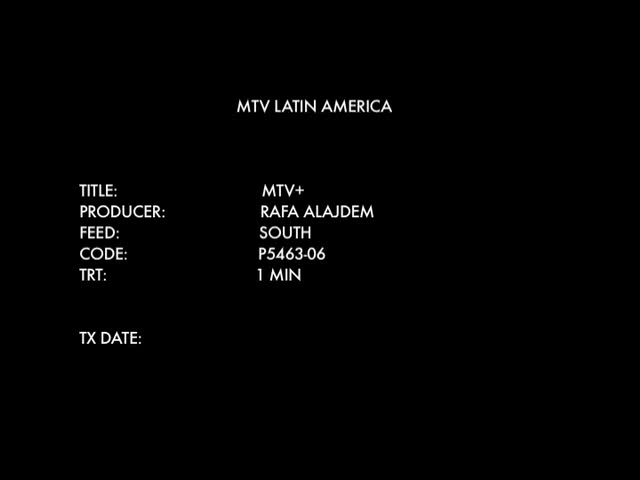 MTV LATIN AMERICA
TITLE: MTV+
PRODUCER: RAFA ALAJDEM
FEED: SOUTH
CODE: P5463-06
TRT: 1 MIN
TX DATE: